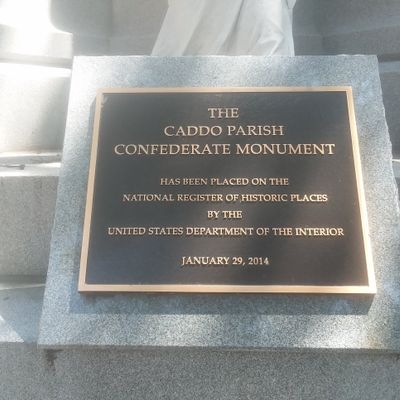 THE
CADDO PARISH
CONFEDERATE MONUMENT
HAS BEEN PLACED ON THE
NATIONAL REGISTER OF HISTORIC PLACES
BY THE
UNITED STATES DEPARTMENT OF THE INTERIOR
JANUARY 29, 2014